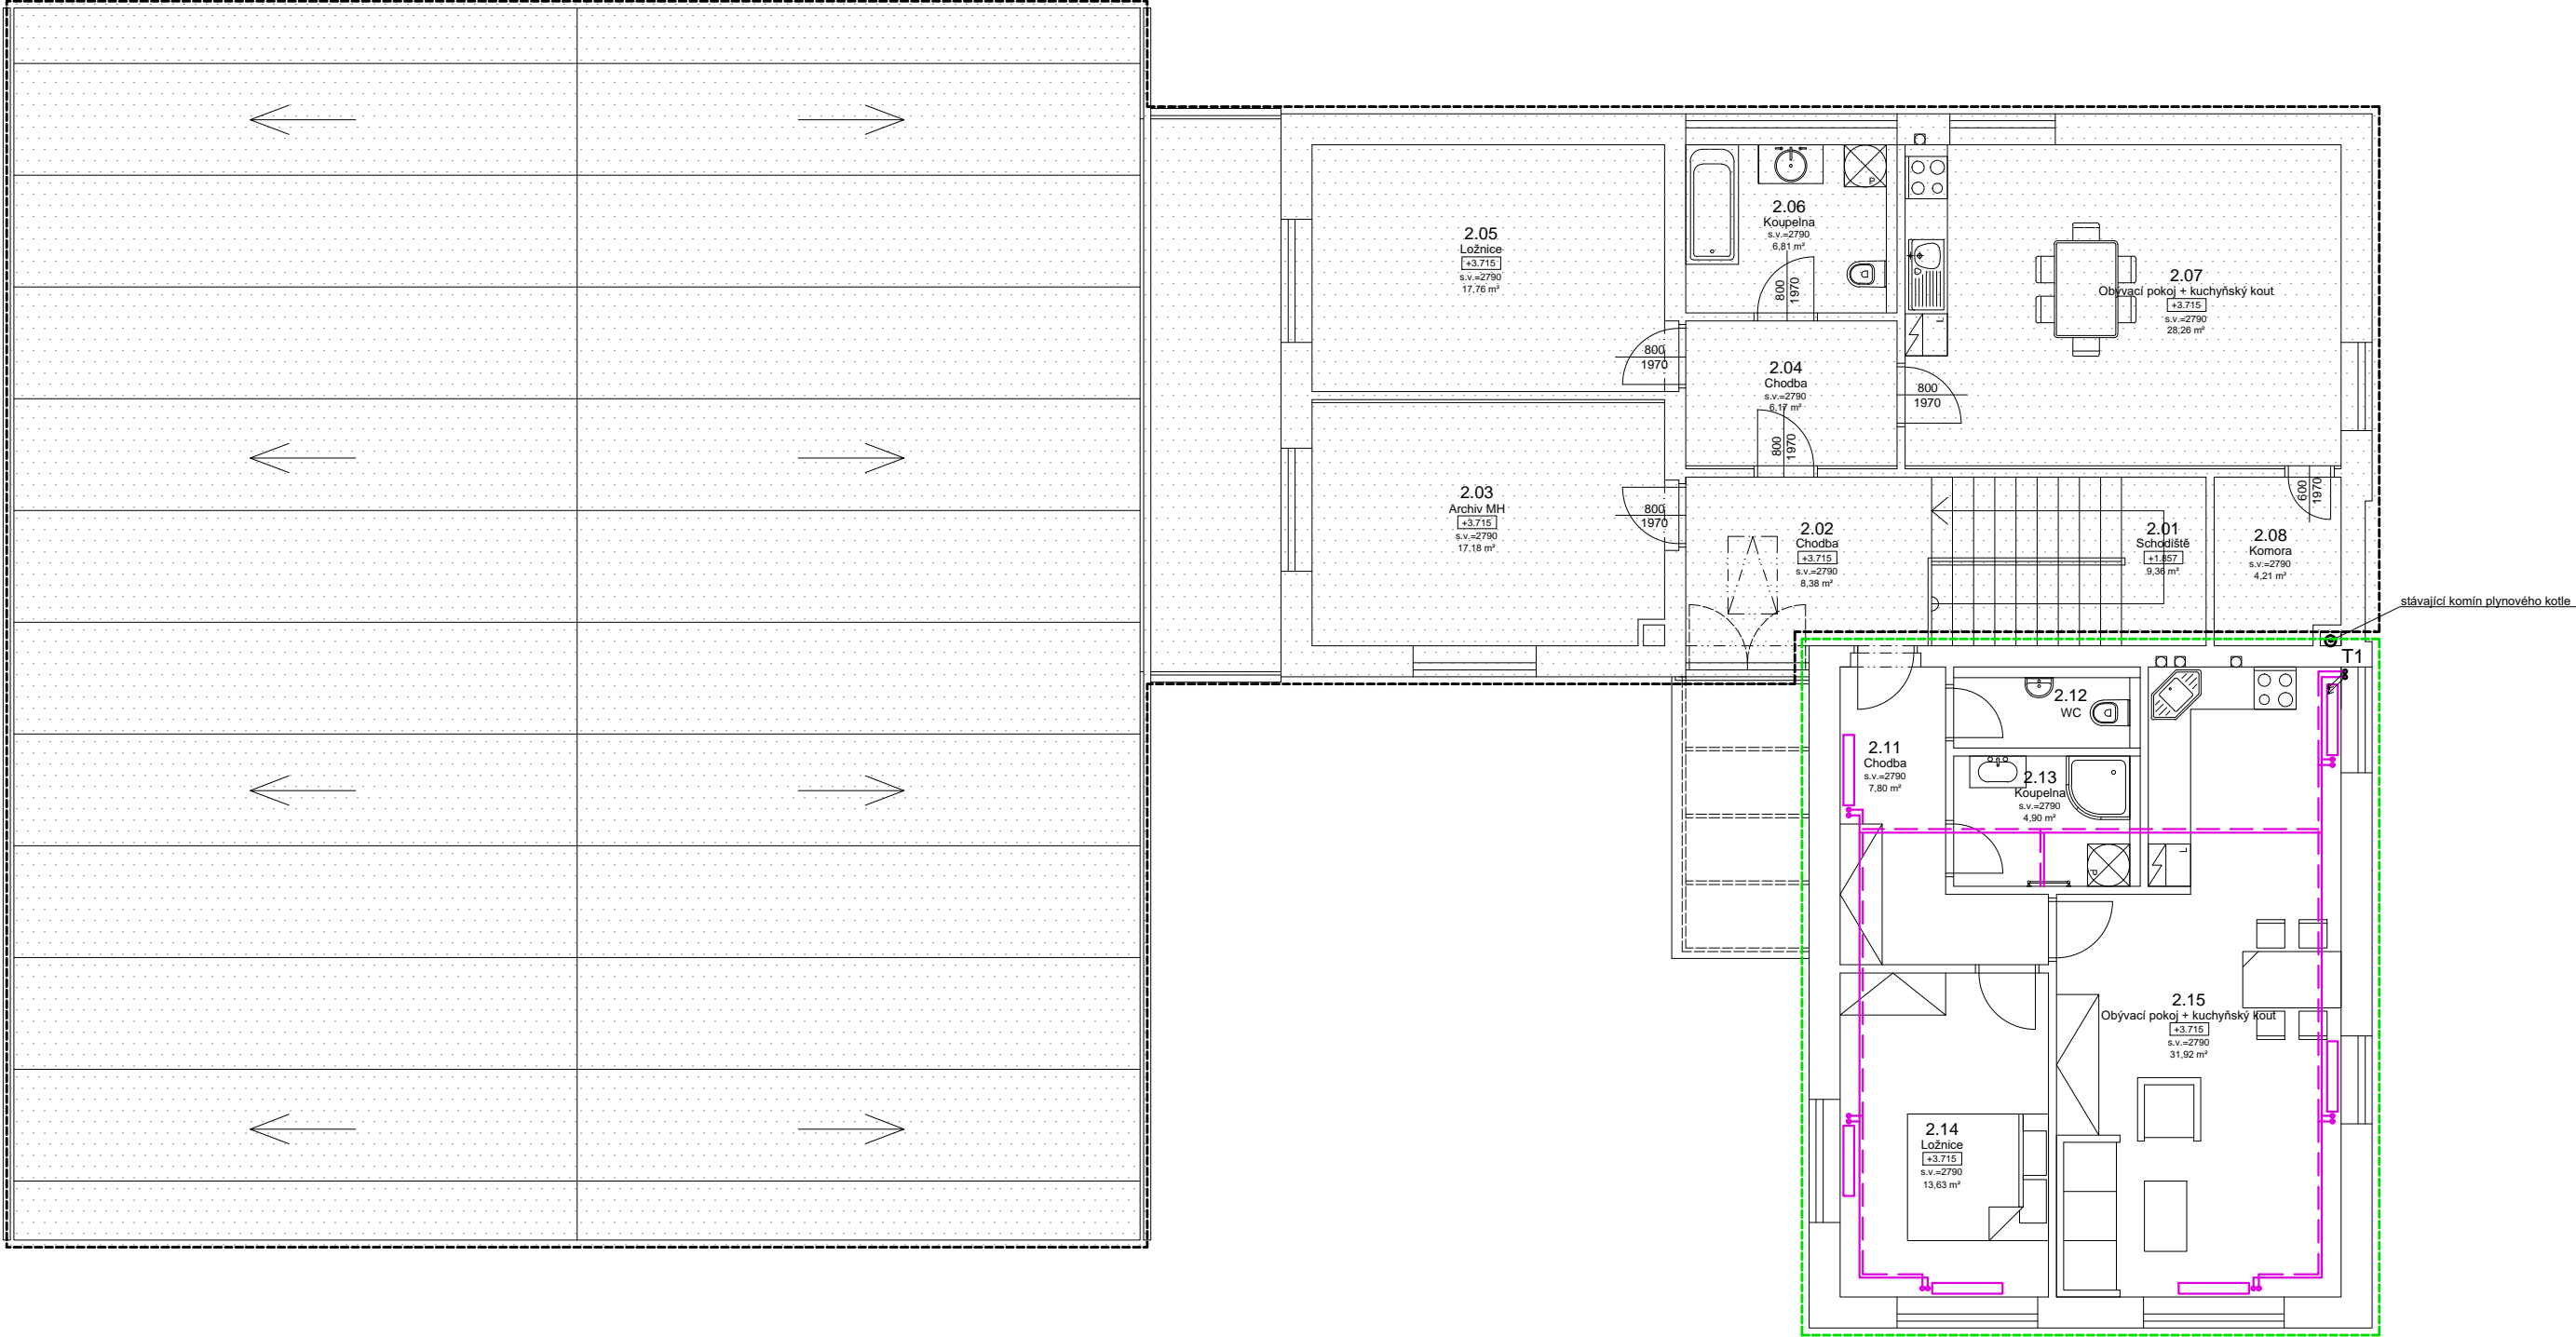 2.05
Ložnice
+3.715
s.v.=2790
17,76 m²
2.06
Koupelna
s.v.=2790
6,81 m²
P
800
1970
L
2.07
Obývací pokoj + kuchyňský kout
+3.715
s.v.=2790
28,26 m²
800
1970
2.04
Chodba
s.v.=2790
6,17 m²
800
1970
800
1970
2.03
Archiv MH
+3.715
s.v.=2790
17,18 m²
800
1970
2.02
Chodba
+3.715
s.v.=2790
8,38 m²
2.01
Schodiště
+1.857
9,36 m²
600
1970
2.08
Komora
s.v.=2790
4,21 m²
stávající komín plynového kotle
T1
2.12
WC
2.11
Chodba
s.v.=2790
7,80 m²
2.13
Koupelna
s.v.=2790
4,90 m²
P
L
2.15
Obývací pokoj + kuchyňský kout
+3.715
s.v.=2790
31,92 m²
2.14
Ložnice
+3.715
s.v.=2790
13,63 m²